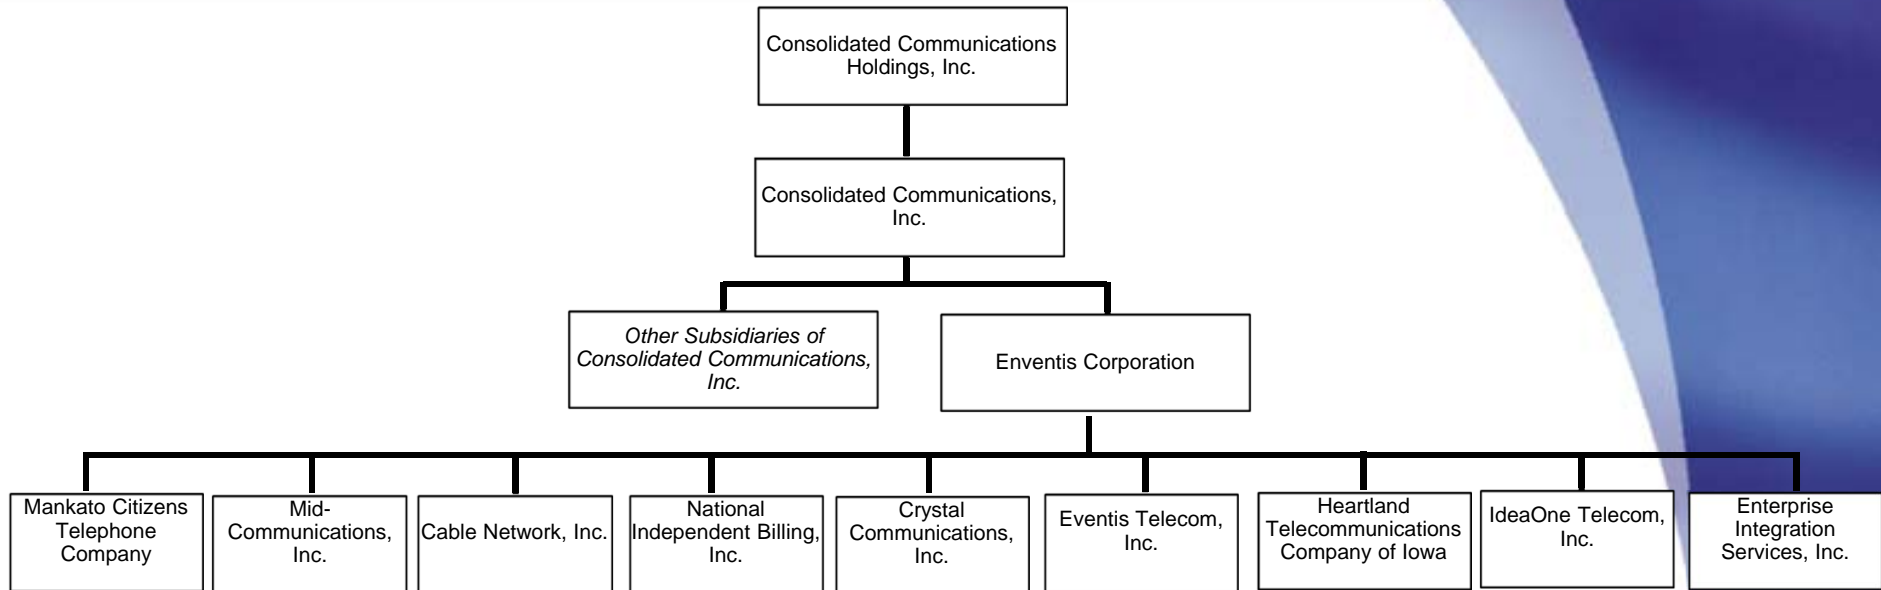 Consolidated Communications
Holdings, Inc.
Consolidated Communications,
Inc.
Other Subsidiaries of
Consolidated Communications,
Inc.
Enventis Corporation
Mankato Citizens
Telephone
Company
Mid-
Communications,
Inc.
Cable Network, Inc.
National
Independent Billing,
Inc.
Crystal
Communications,
Inc.
Eventis Telecom,
Inc.
Heartland
Telecommunications
Company of Iowa
IdeaOne Telecom,
Inc.
Enterprise
Integration
Services, Inc.